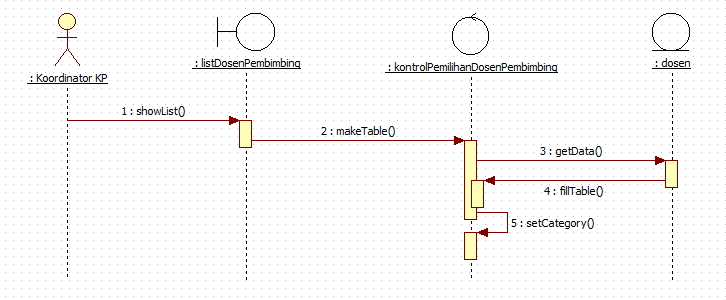 : Koordinator KP
: listDosenPembimbing
: kontrolPemilihanDosenPembimbing
: dosen
1 : showList()
2 : makeTable()
3 : getData()
4 : fillTable()
5 : setCategory()